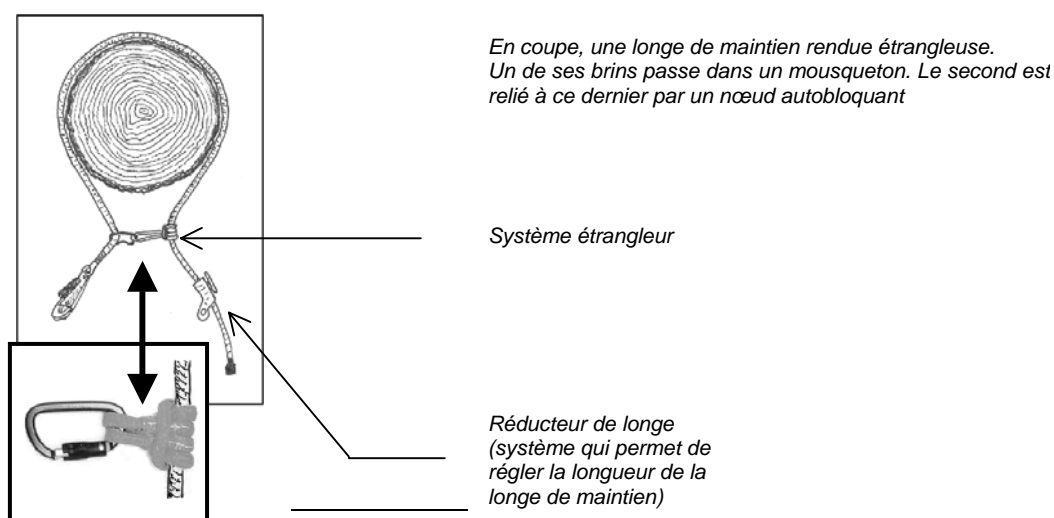 En coupe, une longe de maintien rendue étrangleuse.
Un de ses brins passe dans un mousqueton. Le second est
relié à ce dernier par un nœud autobloquant
Système étrangleur
Réducteur de longe
(système qui permet de
régler la longueur de la
longe de maintien)